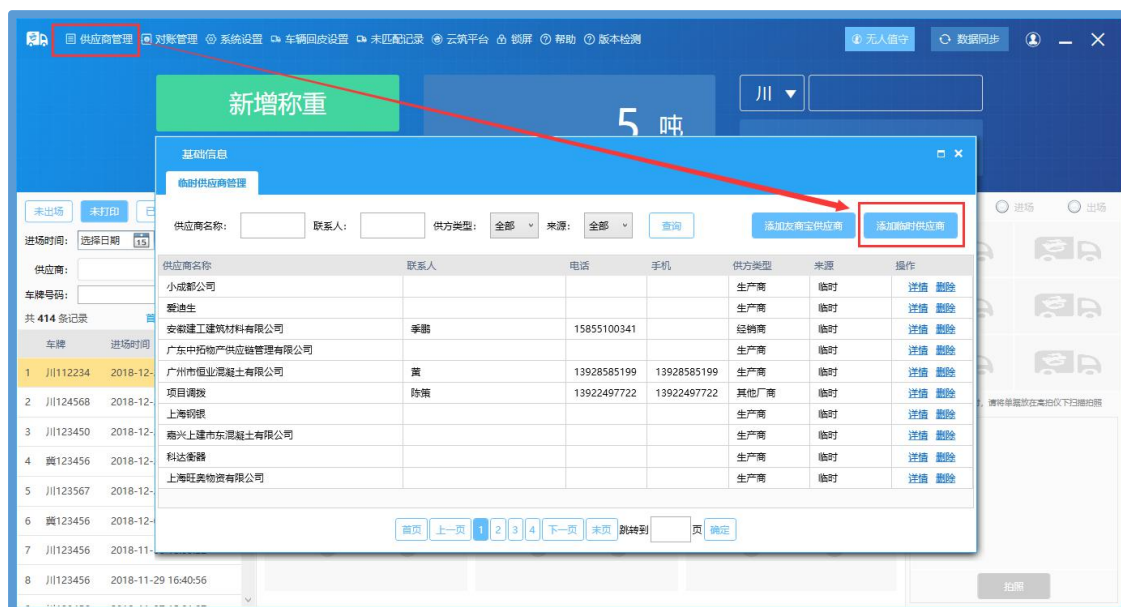 供应商管理 对账管理 系统设置 车辆回皮设置 未匹配记录 云筑平台 锁屏 帮助 版本检测 无人值守 数据同步
新增称重 5 吨 川
基础信息
临时供应商管理
供应商名称: 联系人: 供方类型: 全部 来源: 全部 查询 添加友商宝供应商 添加临时供应商
供应商名称 联系人 电话 手机 供方类型 来源 操作
小成都公司 生产商 临时 详情 删除
爱迪生 生产商 临时 详情 删除
安徽建工建筑材料有限公司 季鹏 15855100341 经销商 临时 详情 删除
广东中拓物产供应链管理有限公司 生产商 临时 详情 删除
广州市恒业混凝土有限公司 黄 13928585199 13928585199 生产商 临时 详情 删除
项目调拨 陈策 13922497722 13922497722 其他厂商 临时 详情 删除
上海钢银 生产商 临时 详情 删除
嘉兴上建市东混凝土有限公司 生产商 临时 详情 删除
科达衡器 生产商 临时 详情 删除
上海旺奥物资有限公司 生产商 临时 详情 删除
首页 上一页 1 2 3 4 下一页 末页 跳转到 页 确定
未出场 未打印 已
进场时间: 选择日期 15
供应商:
车牌号码:
共 414 条记录 首
车牌 进场时间
1 川112234 2018-12-
2 川124568 2018-12-
3 川123450 2018-12-
4 冀123456 2018-12-
5 川123567 2018-12-
6 冀123456 2018-12-
7 川123456 2018-11-
8 川123456 2018-11-29 16:40:56
进场 出场
请将单据放在高拍仪下扫描拍照
拍照